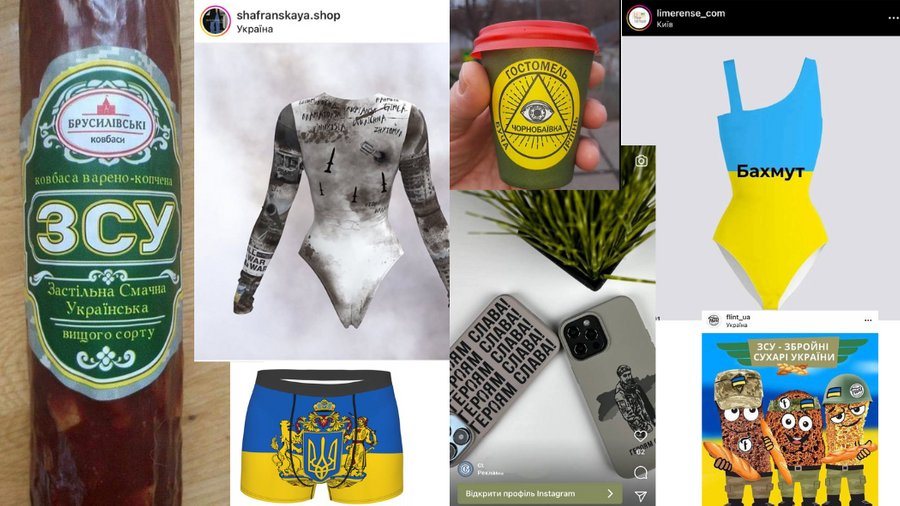 БРУСИЛІВСЬКІ
ковбаси
ковбаса варено-копчена
ЗСУ
Застільна Смачна
Українська
вищого сорту
shafranskaya.shop
Україна
ГОСТОМЕЛЬ
ЧОРНОБАЇВКА
БУЧА ІРПІНЬ
limerense_com
Київ
Бахмут
ГЕРОЯМ СЛАВА!
ГЕРОЯМ СЛАВА!
ГЕРОЯМ СЛАВА!
ГЕРОЯМ СЛАВА!
ГЕРОЯМ СЛАВА!
ГЕРОЯМ СЛАВА!
62
Реклама
Відкрити профіль Instagram
flint_ua
Україна
ЗСУ - ЗБРОЙНІ
СУХАРІ УКРАЇНИ